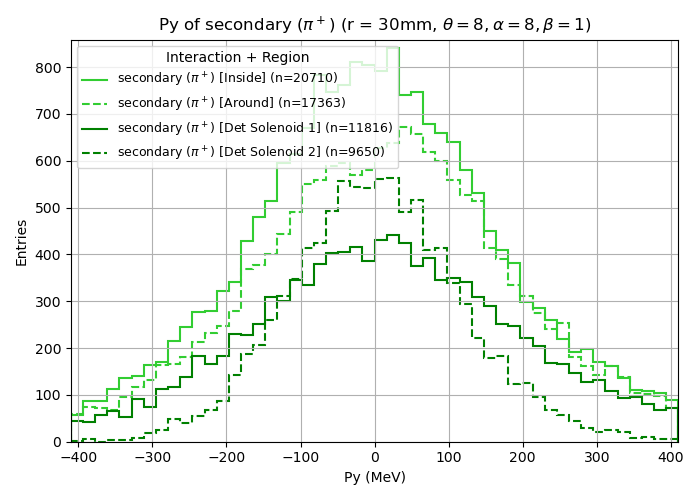 Py of secondary (π⁺) (r = 30mm, θ = 8, α = 8, β = 1)
Interaction + Region
secondary (π⁺) [Inside] (n=20710)
secondary (π⁺) [Around] (n=17363)
secondary (π⁺) [Det Solenoid 1] (n=11816)
secondary (π⁺) [Det Solenoid 2] (n=9650)
Entries
800
700
600
500
400
300
200
100
0
−400 −300 −200 −100 0 100 200 300 400
Py (MeV)